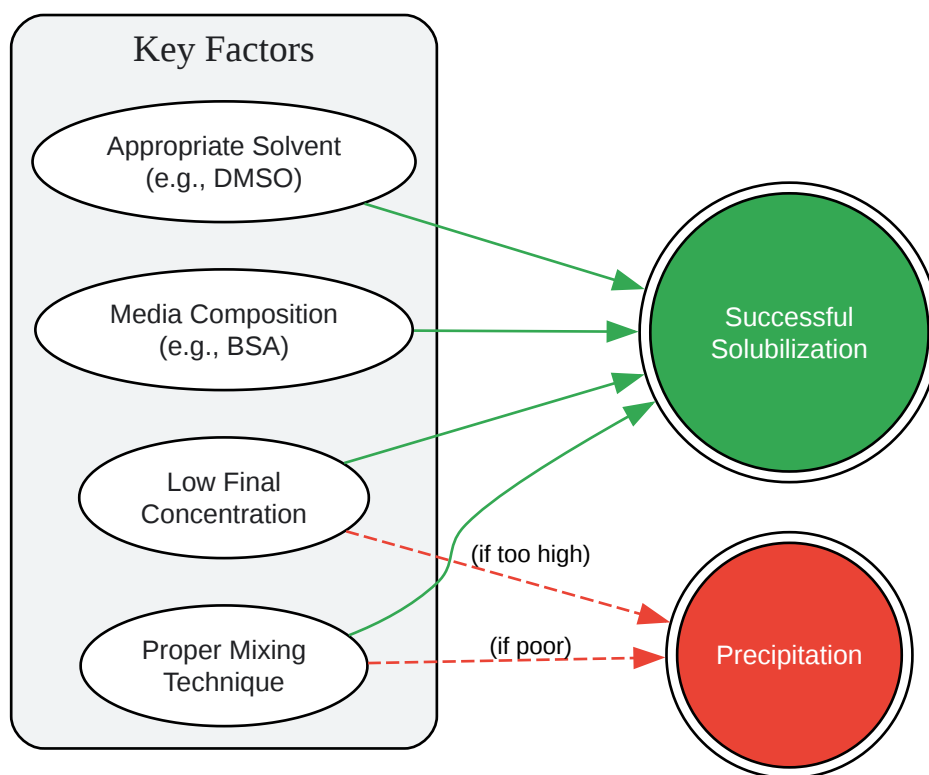 Key Factors
Appropriate Solvent
(e.g., DMSO)
Media Composition
(e.g., BSA)
Low Final
Concentration
Proper Mixing
Technique
(if too high)
(if poor)
Successful
Solubilization
Precipitation